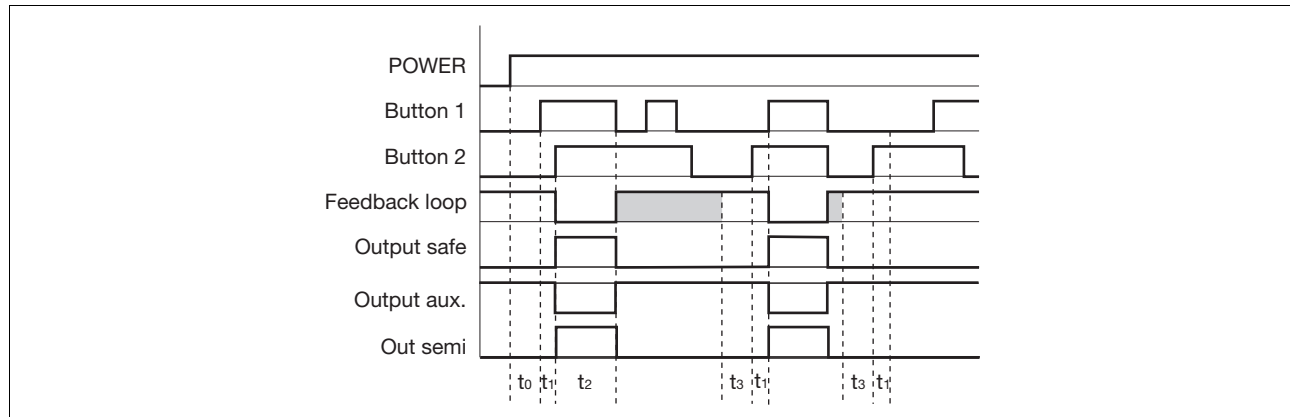 POWER
Button 1
Button 2
Feedback loop
Output safe
Output aux.
Out semi
t0 t1 t2 t3 t1 t3 t1